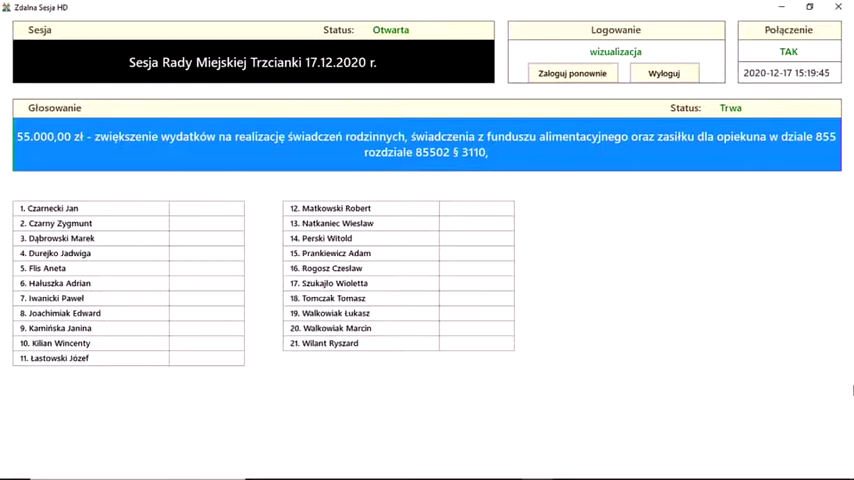 Zdalna Sesja HD
Sesja
Status: Otwarta
Sesja Rady Miejskiej Trzcianki 17.12.2020 r.
Logowanie
wizualizacja
Zaloguj ponownie
Wyloguj
Połączenie
TAK
2020-12-17 15:19:45
Głosowanie
Status: Trwa
55.000,00 zł - zwiększenie wydatków na realizację świadczeń rodzinnych, świadczenia z funduszu alimentacyjnego oraz zasiłku dla opiekuna w dziale 855
rozdziale 85502 § 3110,
1. Czarnecki Jan
2. Czarny Zygmunt
3. Dąbrowski Marek
4. Durejko Jadwiga
5. Flis Aneta
6. Hałuszka Adrian
7. Iwanicki Paweł
8. Joachimiak Edward
9. Kamińska Janina
10. Kilian Wincenty
11. Łastowski Józef
12. Matkowski Robert
13. Natkaniec Wiesław
14. Perski Witold
15. Prankiewicz Adam
16. Rogosz Czesław
17. Szukajło Wioletta
18. Tomczak Tomasz
19. Walkowiak Łukasz
20. Walkowiak Marcin
21. Wilant Ryszard